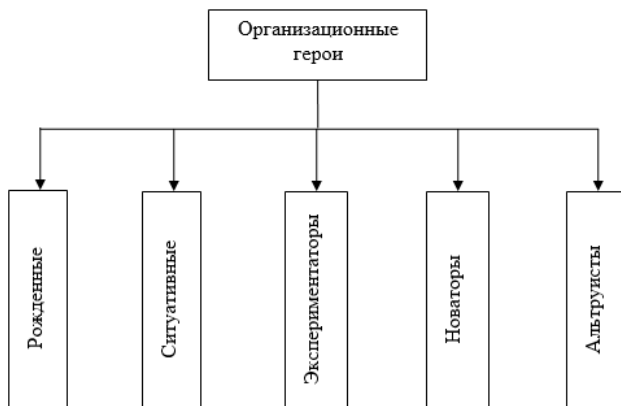 Организационные
герои
Рожденные
Ситуативные
Экспериментаторы
Новаторы
Альтруисты